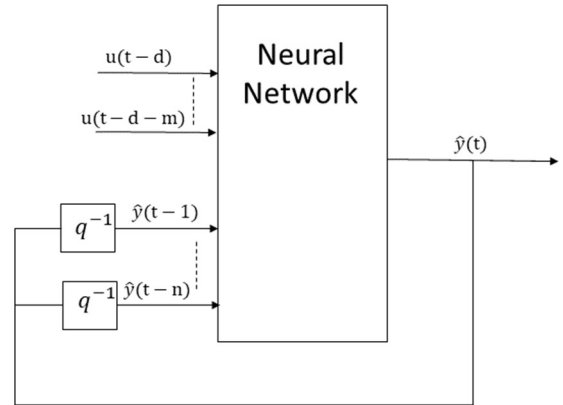 Neural
Network
u(t − d)
u(t − d − m)
ŷ(t)
q⁻¹
ŷ(t − 1)
q⁻¹
ŷ(t − n)